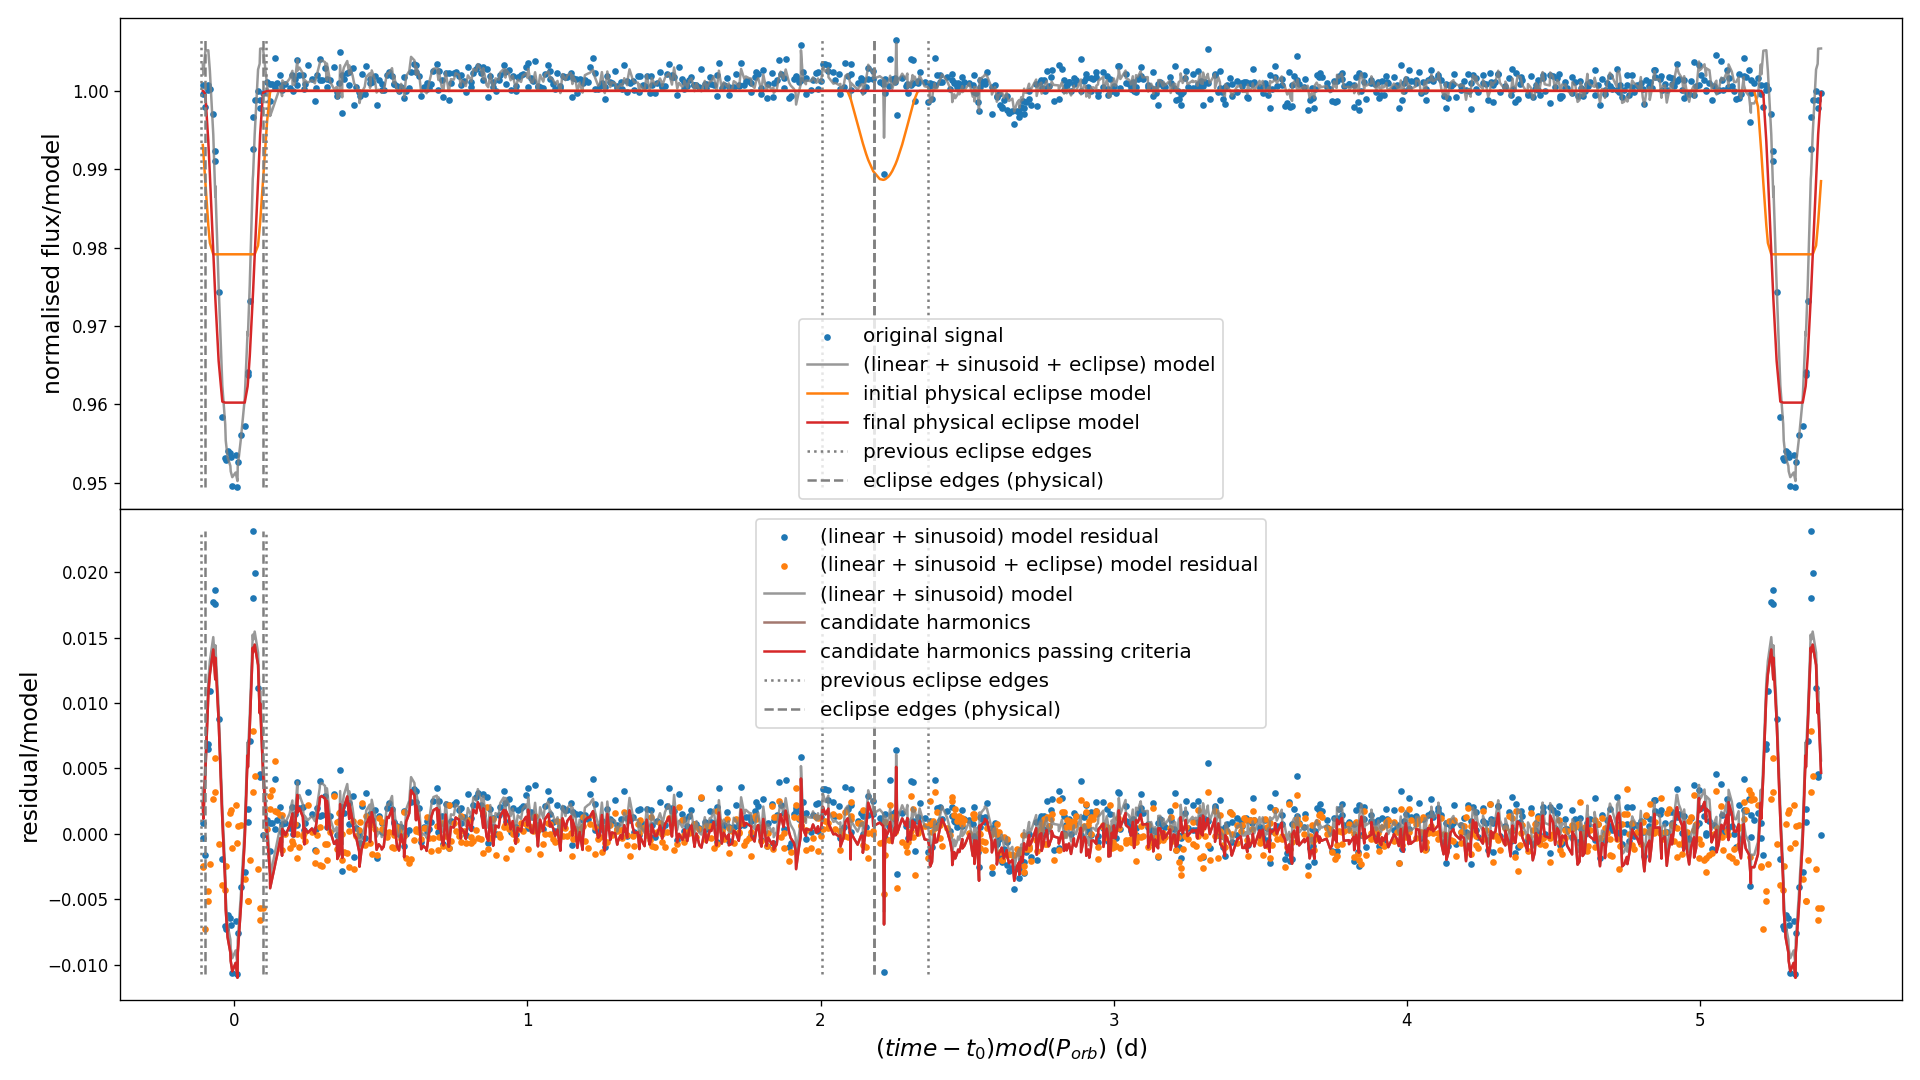 normalised flux/model
1.00
0.99
0.98
0.97
0.96
0.95
original signal
(linear + sinusoid + eclipse) model
initial physical eclipse model
final physical eclipse model
previous eclipse edges
eclipse edges (physical)
residual/model
0.020
0.015
0.010
0.005
0.000
−0.005
−0.010
(linear + sinusoid) model residual
(linear + sinusoid + eclipse) model residual
(linear + sinusoid) model
candidate harmonics
candidate harmonics passing criteria
previous eclipse edges
eclipse edges (physical)
0 1 2 3 4 5
(time − t₀)mod(Pₒᵣb) (d)